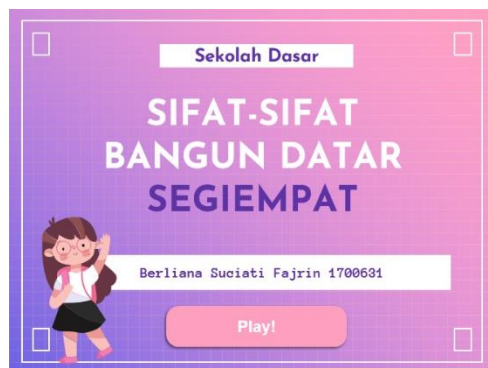 Sekolah Dasar
SIFAT-SIFAT
BANGUN DATAR
SEGIEMPAT
Berliana Suciati Fajrin 1700631
Play!